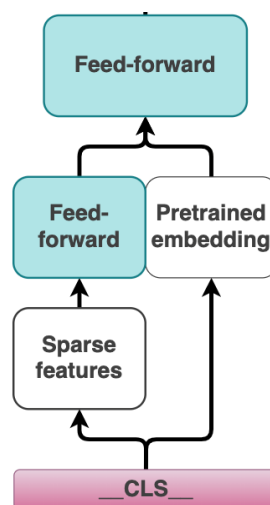 Feed-forward
Feed-
forward
Pretrained
embedding
Sparse
features
__CLS__